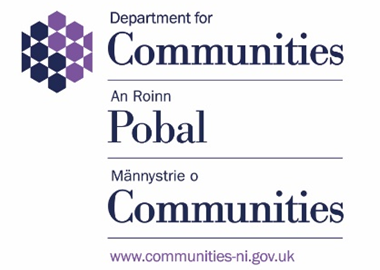 Department for
Communities
An Roinn
Pobal
Männystrie o
Communities
www.communities-ni.gov.uk